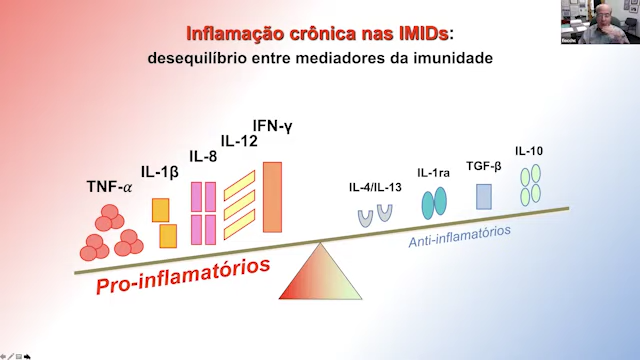 Inflamação crônica nas IMIDs:
desequilíbrio entre mediadores da imunidade
TNF-α
IL-1β
IL-8
IL-12
IFN-γ
IL-4/IL-13
IL-1ra
TGF-β
IL-10
Pro-inflamatórios
Anti-inflamatórios